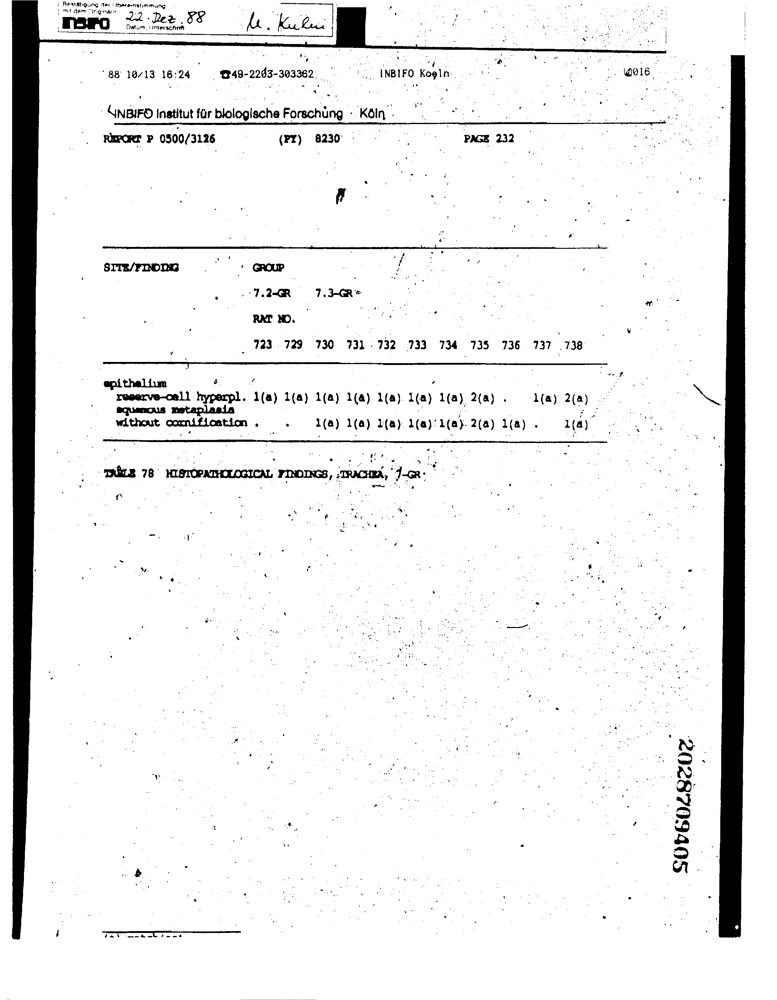 Bestätigung der Übereinstimmung
mit dem Original
INBIFO 22. Dez. 88
Datum, Unterschrift
88 10/13 16:24 ☎49-2203-303362 INBIFO Koeln 016
INBIFO Institut für biologische Forschung · Köln
REPORT P 0500/3126 (PT) 8230 PAGE 232
SITE/FINDING GROUP
7.2-GR 7.3-GR
RAT NO.
723 729 730 731 732 733 734 735 736 737 738
epithelium
reserve-cell hyperpl. 1(a) 1(a) 1(a) 1(a) 1(a) 1(a) 1(a) 2(a) . 1(a) 2(a)
squamous metaplasia
without cornification . . 1(a) 1(a) 1(a) 1(a) 1(a) 2(a) 1(a) . 1(a)
TABLE 78 HISTOPATHOLOGICAL FINDINGS, TRACHEA, 7-GR
2028709405